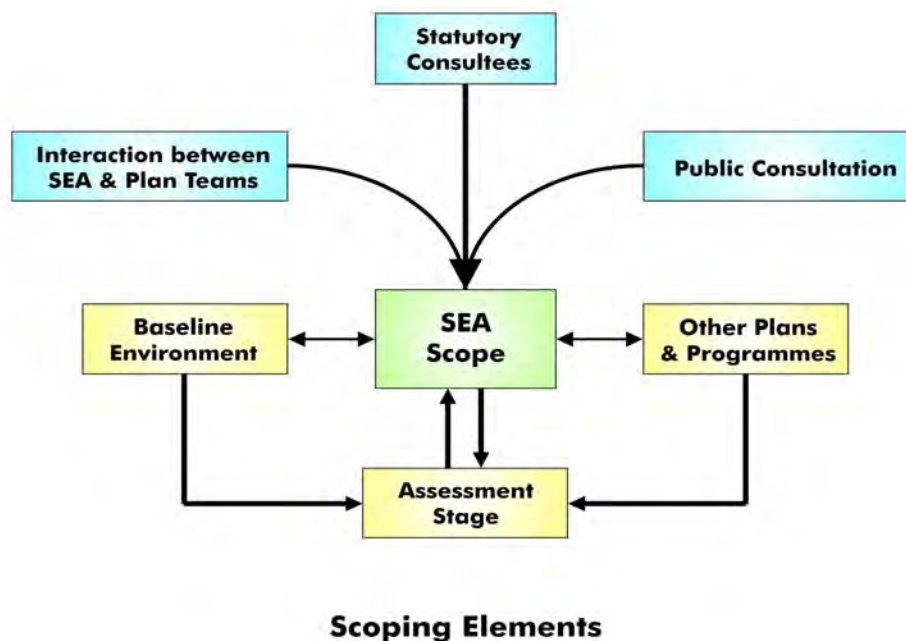 Statutory
Consultees
Interaction between
SEA & Plan Teams
Public Consultation
Baseline
Environment
SEA
Scope
Other Plans
& Programmes
Assessment
Stage
Scoping Elements